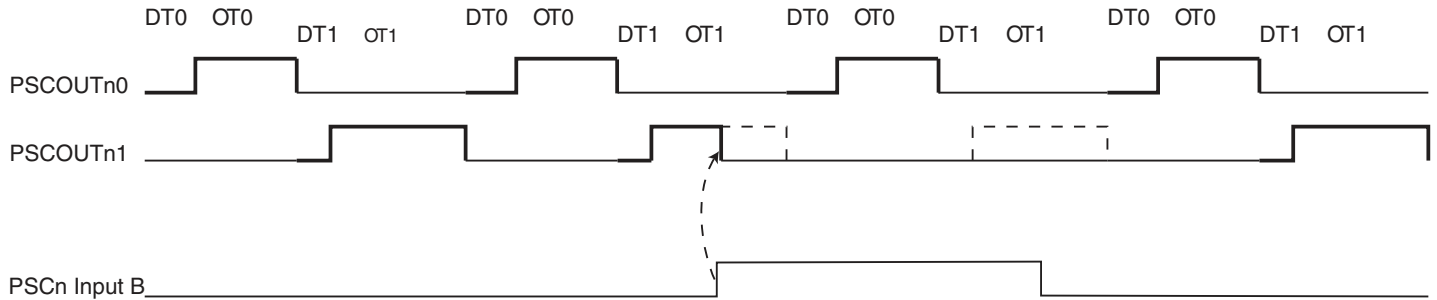 DT0 OT0 DT0 OT0 DT0 OT0 DT0 OT0
DT1 OT1 DT1 OT1 DT1 OT1 DT1 OT1
PSCOUTn0
PSCOUTn1
PSCn Input B